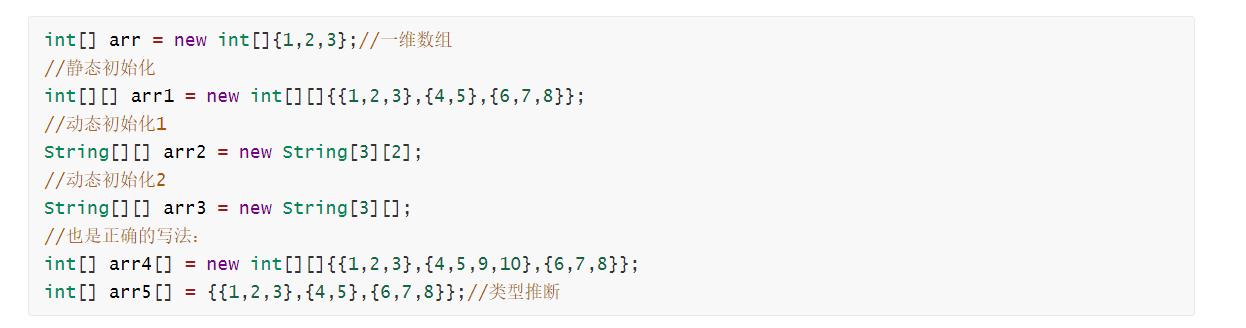 int[] arr = new int[]{1,2,3};//一维数组
//静态初始化
int[][] arr1 = new int[][]{{1,2,3},{4,5},{6,7,8}};
//动态初始化1
String[][] arr2 = new String[3][2];
//动态初始化2
String[][] arr3 = new String[3][];
//也是正确的写法：
int[] arr4[] = new int[][]{{1,2,3},{4,5,9,10},{6,7,8}};
int[] arr5[] = {{1,2,3},{4,5},{6,7,8}};//类型推断